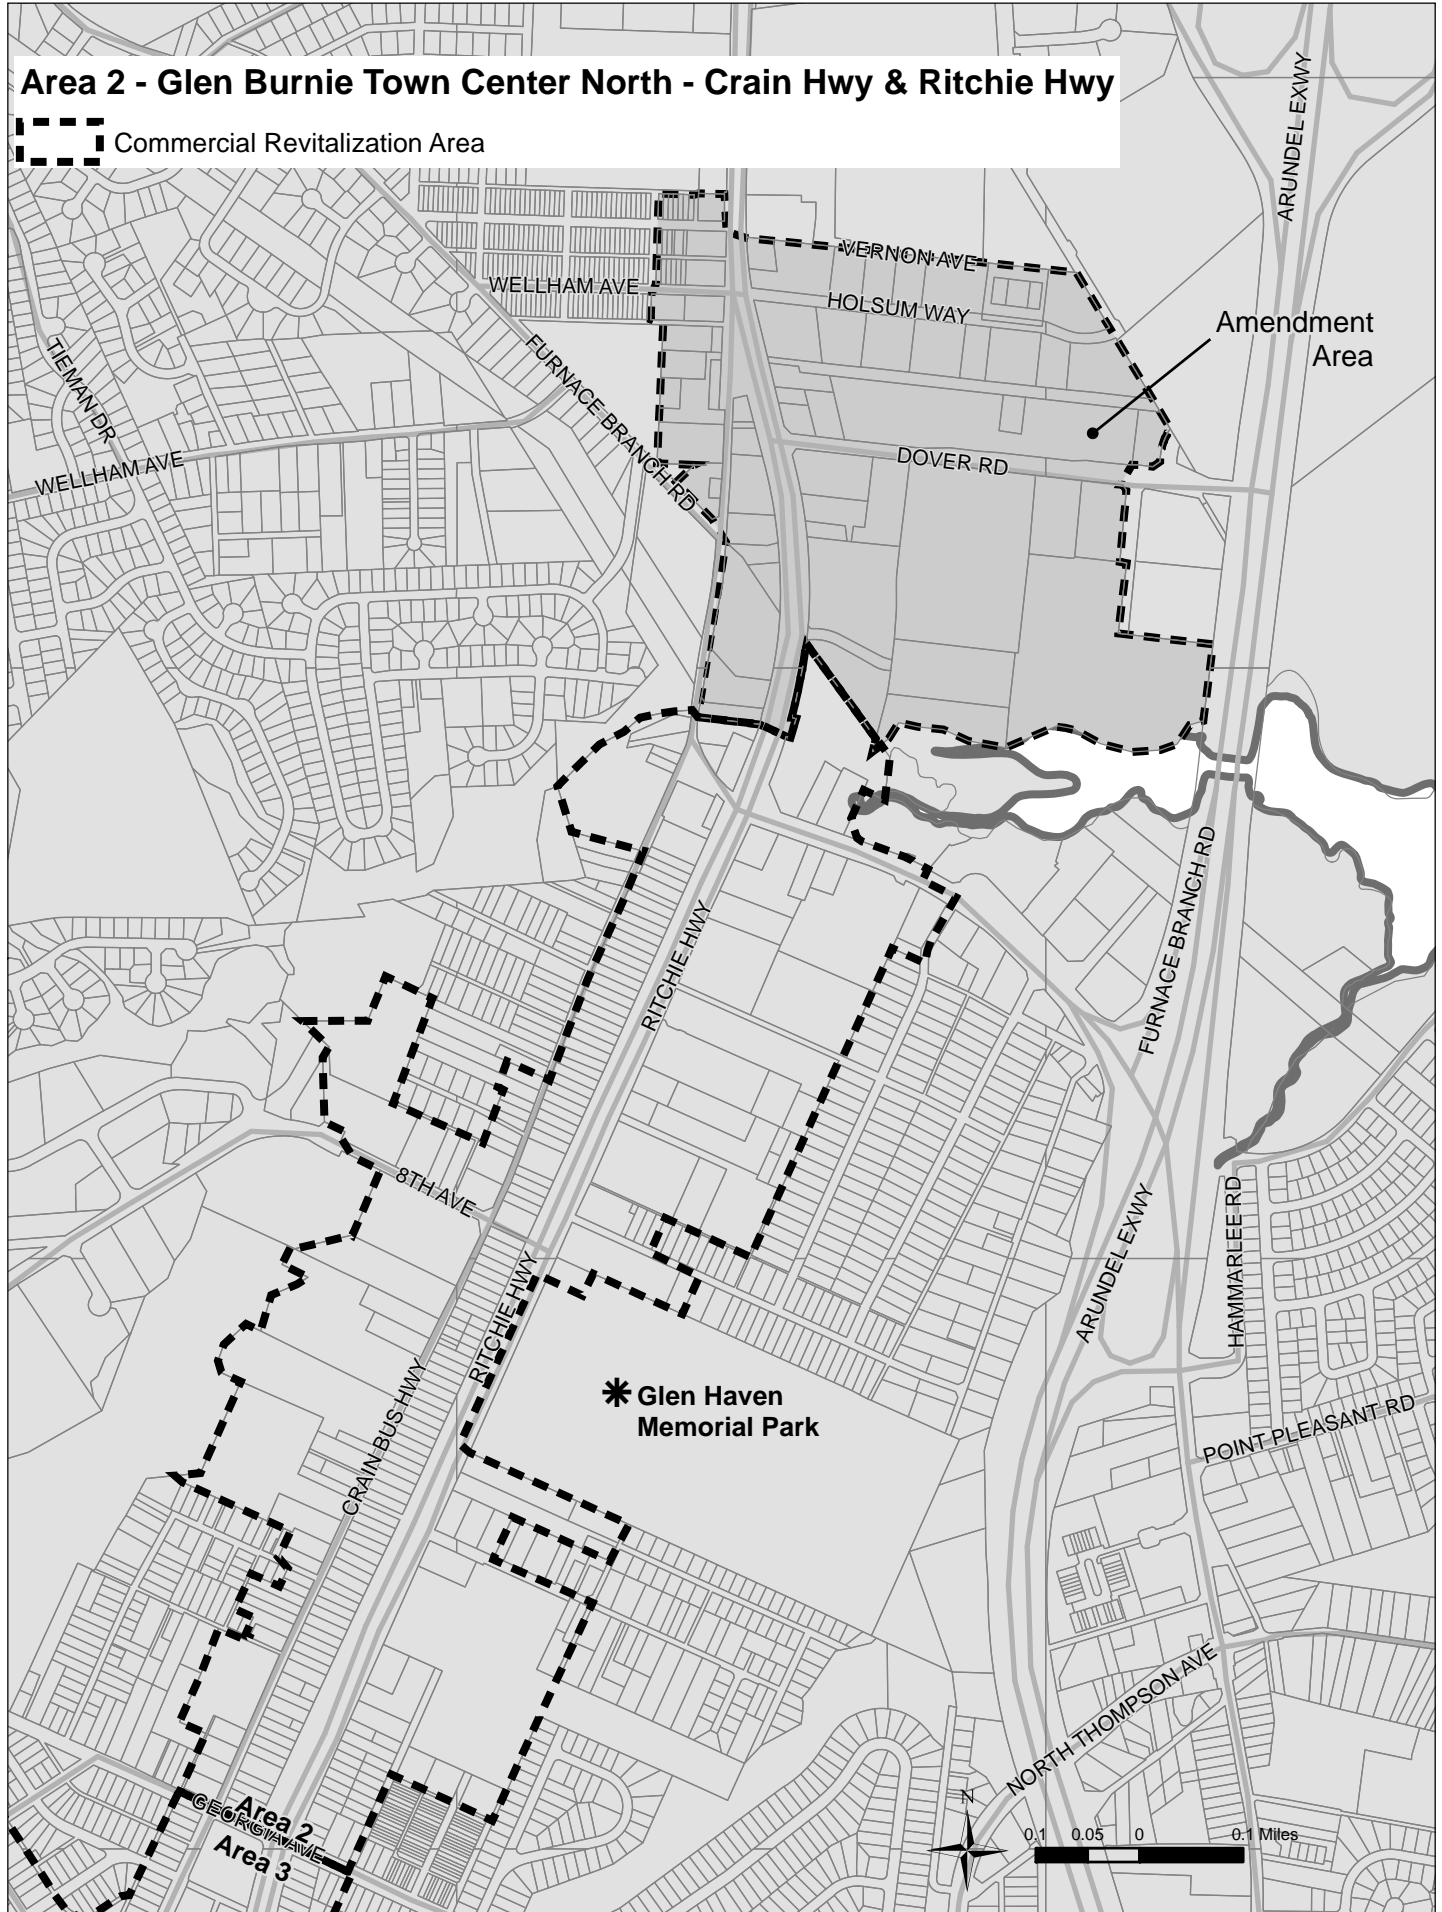 Area 2 - Glen Burnie Town Center North - Crain Hwy & Ritchie Hwy
Commercial Revitalization Area
ARUNDEL EXWY
VERNON AVE
WELLHAM AVE
HOLSUM WAY
Amendment
Area
TIEMAN DR
FURNACE BRANCH RD
WELLHAM AVE
DOVER RD
RITCHIE HWY
FURNACE BRANCH RD
8TH AVE
ARUNDEL EXWY
HAMMARLEE RD
RITCHIE HWY
CRAIN BUS HWY
Glen Haven
Memorial Park
POINT PLEASANT RD
NORTH THOMPSON AVE
GEORGIA AVE
Area 2
Area 3
N
0.1 0.05 0 0.1 Miles